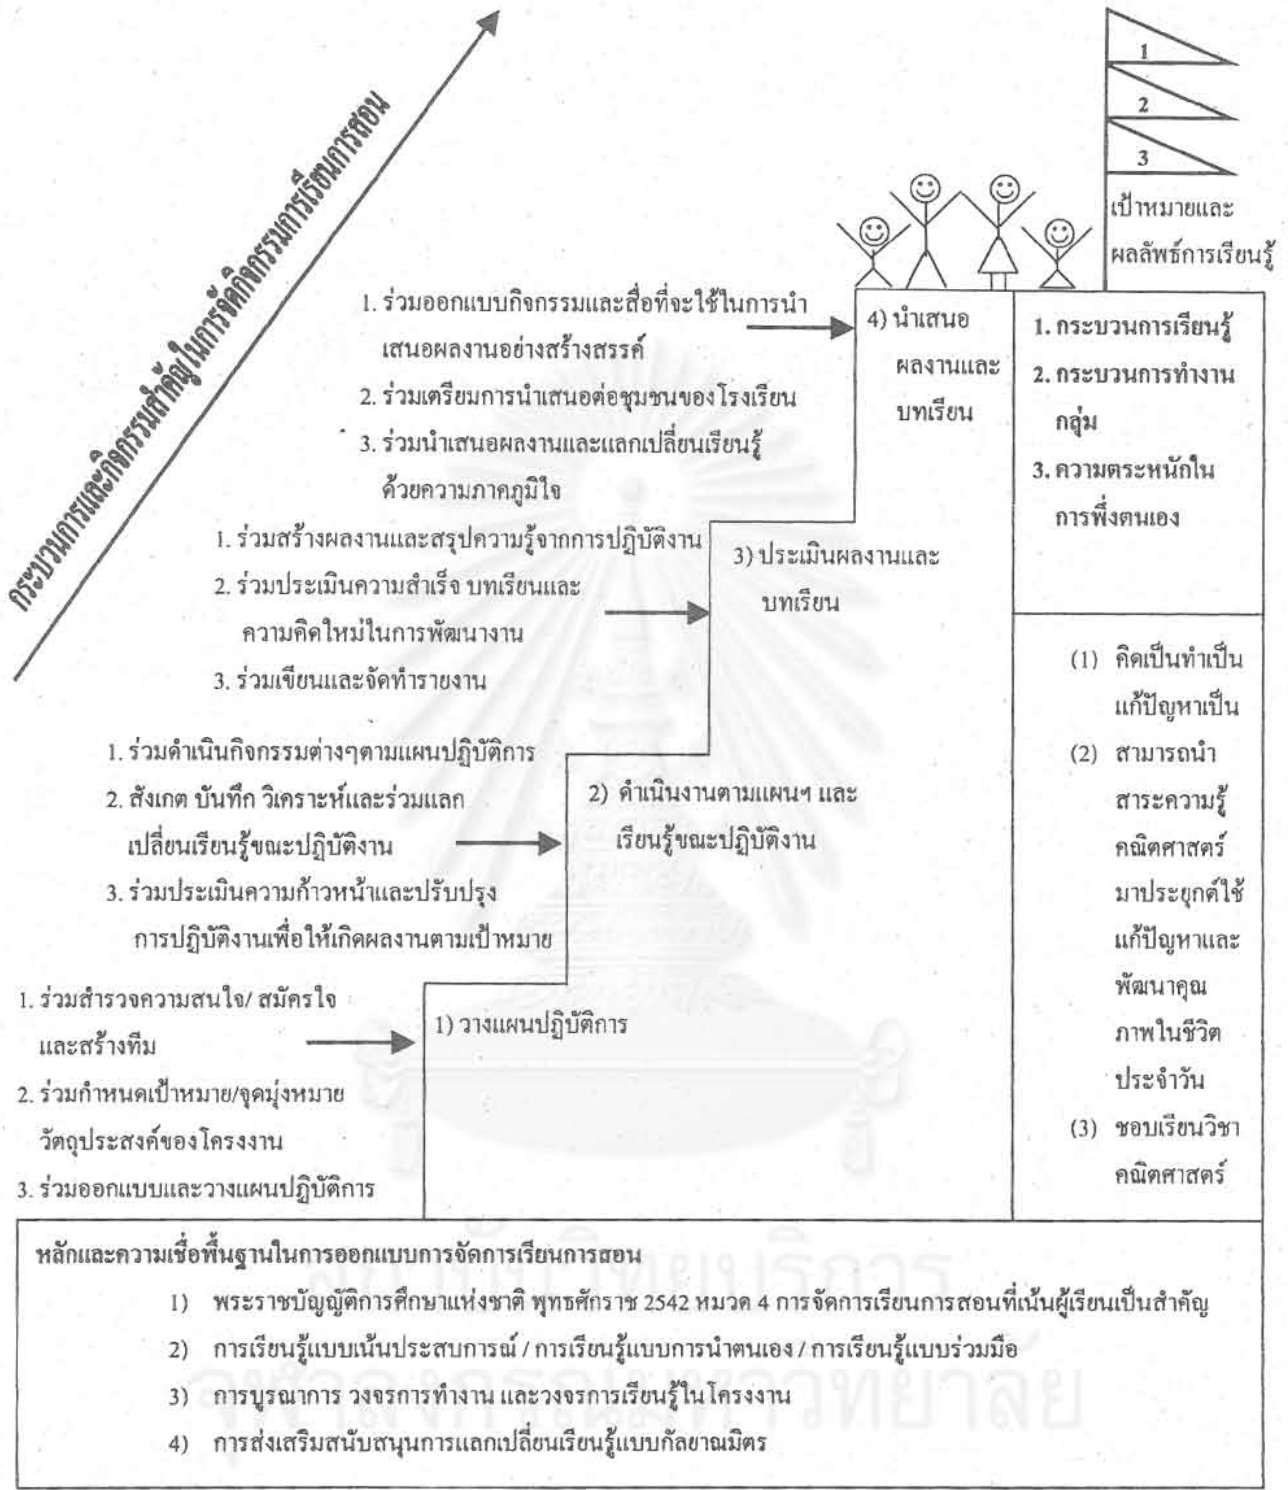 กระบวนการและกิจกรรมสำคัญในการจัดกิจกรรมการเรียนการสอน
1
2
3
เป้าหมายและ
ผลลัพธ์การเรียนรู้
1. ร่วมออกแบบกิจกรรมและสื่อที่จะใช้ในการนำ
เสนอผลงานอย่างสร้างสรรค์
2. ร่วมเตรียมการนำเสนอต่อชุมชนของโรงเรียน
3. ร่วมนำเสนอผลงานและแลกเปลี่ยนเรียนรู้
ด้วยความภาคภูมิใจ
4) นำเสนอ
ผลงานและ
บทเรียน
1. กระบวนการเรียนรู้
2. กระบวนการทำงาน
กลุ่ม
3. ความตระหนักใน
การพึ่งตนเอง
1. ร่วมสร้างผลงานและสรุปความรู้จากการปฏิบัติงาน
2. ร่วมประเมินความสำเร็จ บทเรียนและ
ความคิดใหม่ในการพัฒนางาน
3. ร่วมเขียนและจัดทำรายงาน
3) ประเมินผลงานและ
บทเรียน
(1) คิดเป็นทำเป็น
แก้ปัญหาเป็น
(2) สามารถนำ
สาระความรู้
คณิตศาสตร์
มาประยุกต์ใช้
แก้ปัญหาและ
พัฒนาคุณ
ภาพในชีวิต
ประจำวัน
(3) ชอบเรียนวิชา
คณิตศาสตร์
1. ร่วมดำเนินกิจกรรมต่างๆตามแผนปฏิบัติการ
2. สังเกต บันทึก วิเคราะห์และร่วมแลก
เปลี่ยนเรียนรู้ขณะปฏิบัติงาน
3. ร่วมประเมินความก้าวหน้าและปรับปรุง
การปฏิบัติงานเพื่อให้เกิดผลงานตามเป้าหมาย
2) ดำเนินงานตามแผนฯ และ
เรียนรู้ขณะปฏิบัติงาน
1. ร่วมสำรวจความสนใจ/ สมัครใจ
และสร้างทีม
2. ร่วมกำหนดเป้าหมาย/จุดมุ่งหมาย
วัตถุประสงค์ของโครงงาน
3. ร่วมออกแบบและวางแผนปฏิบัติการ
1) วางแผนปฏิบัติการ
หลักและความเชื่อพื้นฐานในการออกแบบการจัดการเรียนการสอน
1) พระราชบัญญัติการศึกษาแห่งชาติ พุทธศักราช 2542 หมวด 4 การจัดการเรียนการสอนที่เน้นผู้เรียนเป็นสำคัญ
2) การเรียนรู้แบบเน้นประสบการณ์ / การเรียนรู้แบบการนำตนเอง / การเรียนรู้แบบร่วมมือ
3) การบูรณาการ วงจรการทำงาน และวงจรการเรียนรู้ในโครงงาน
4) การส่งเสริมสนับสนุนการแลกเปลี่ยนเรียนรู้แบบกัลยาณมิตร
สถาบันวิทยบริการ
จุฬาลงกรณ์มหาวิทยาลัย